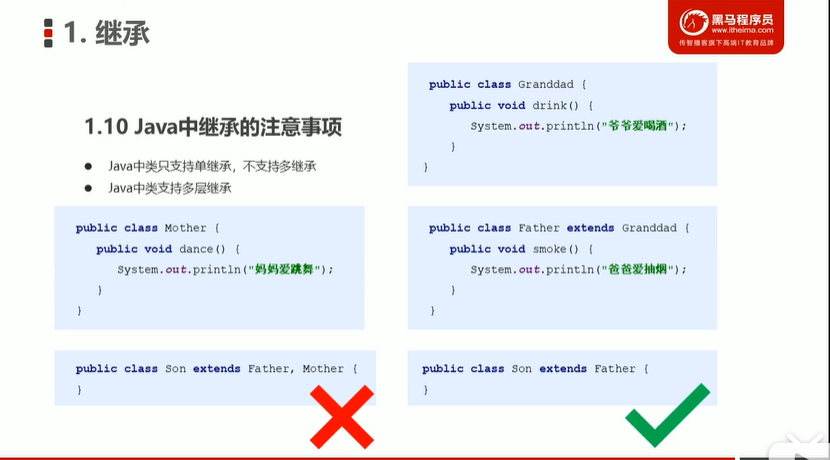 1. 继承
黑马程序员
www.itheima.com
传智播客旗下高端IT教育品牌
1.10 Java中继承的注意事项
● Java中类只支持单继承，不支持多继承
● Java中类支持多层继承
public class Granddad {
public void drink() {
System.out.println("爷爷爱喝酒");
}
}
public class Mother {
public void dance() {
System.out.println("妈妈爱跳舞");
}
}
public class Father extends Granddad {
public void smoke() {
System.out.println("爸爸爱抽烟");
}
}
public class Son extends Father, Mother {
}
public class Son extends Father {
}